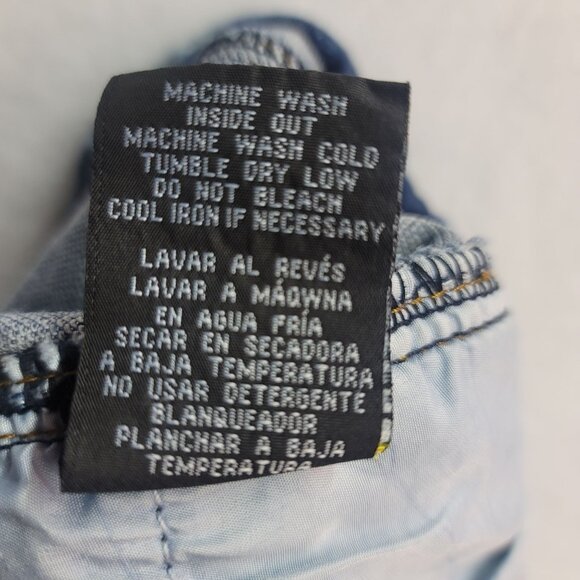 MACHINE WASH
INSIDE OUT
MACHINE WASH COLD
TUMBLE DRY LOW
DO NOT BLEACH
COOL IRON IF NECESSARY
LAVAR AL REVÉS
LAVAR A MÁQWNA
EN AGUA FRÍA
SECAR EN SECADORA
A BAJA TEMPERATURA
NO USAR DETERGENTE
BLANQUEADOR
PLANCHAR A BAJA
TEMPERATURA